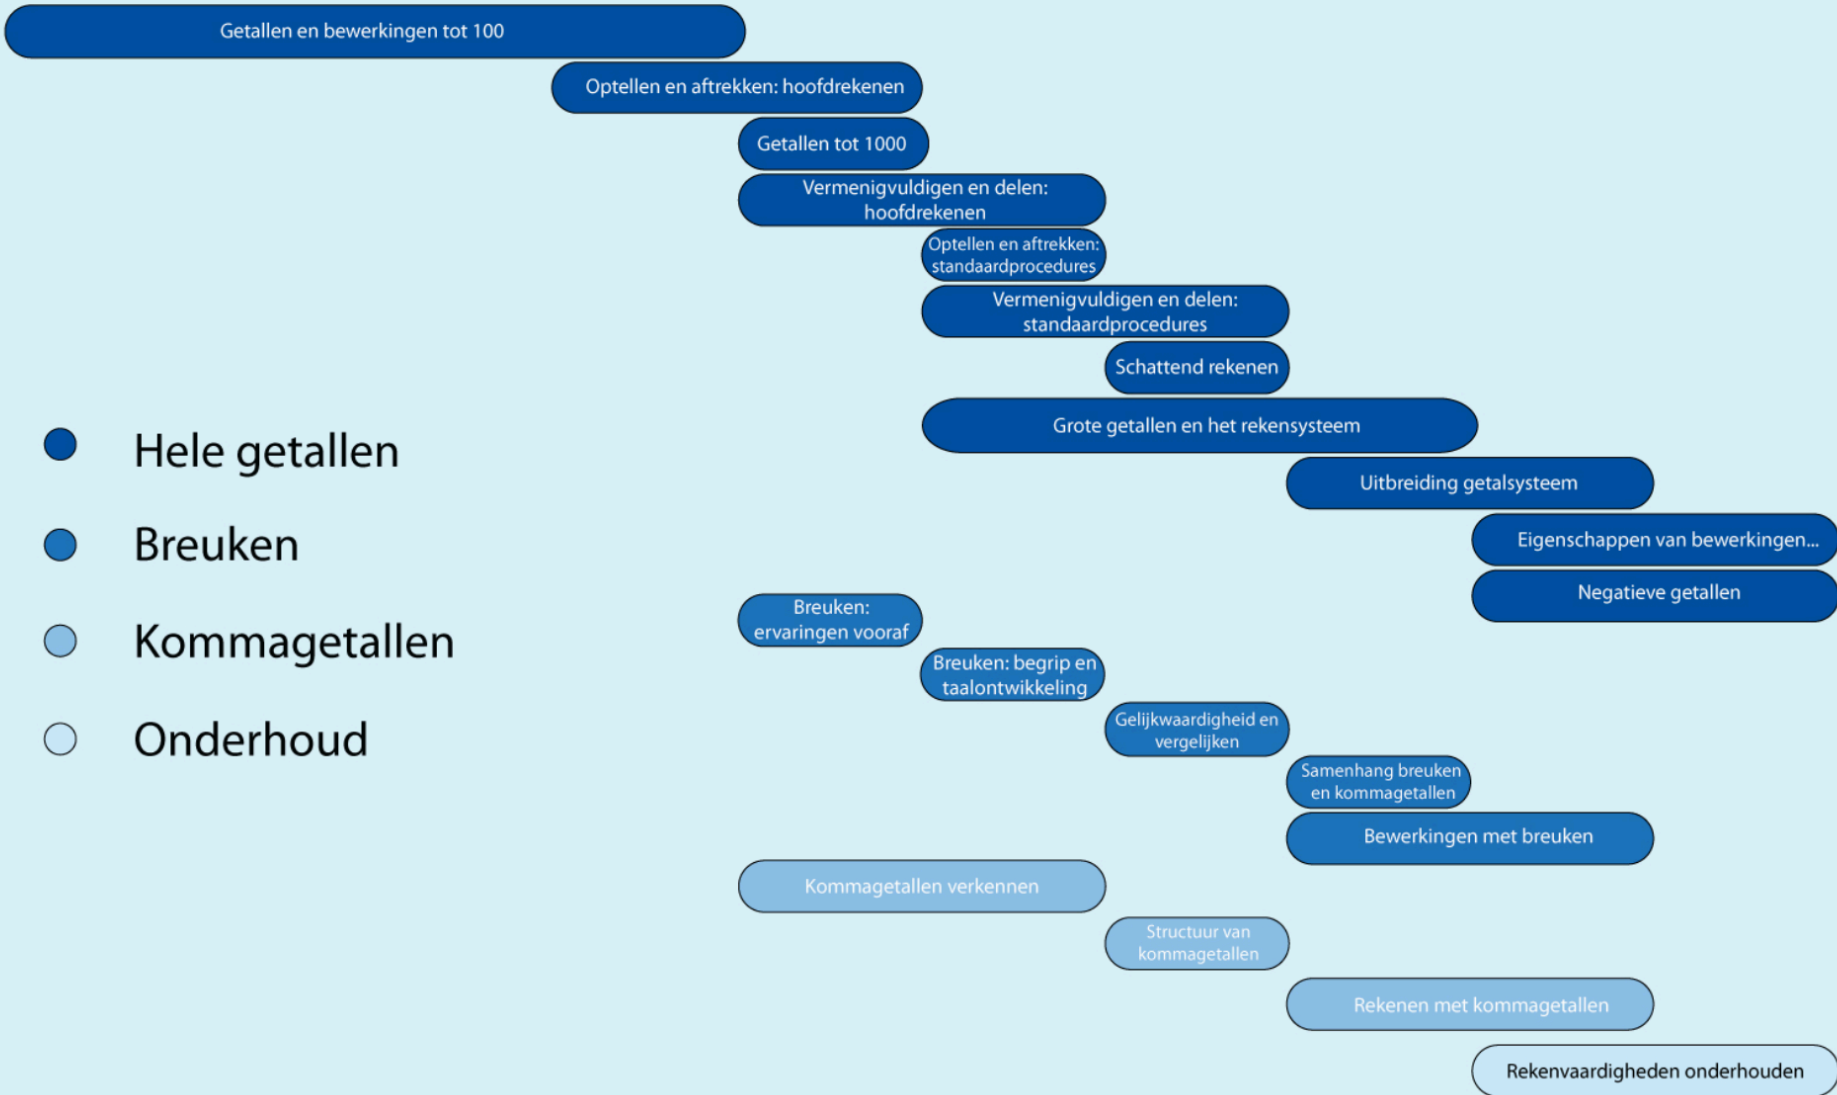 Getallen en bewerkingen tot 100
Optellen en aftrekken: hoofdrekenen
Getallen tot 1000
Vermenigvuldigen en delen:
hoofdrekenen
Optellen en aftrekken:
standaardprocedures
Vermenigvuldigen en delen:
standaardprocedures
Schattend rekenen
Grote getallen en het rekensysteem
Uitbreiding getalsysteem
Eigenschappen van bewerkingen...
Negatieve getallen
Breuken:
ervaringen vooraf
Breuken: begrip en
taalontwikkeling
Gelijkwaardigheid en
vergelijken
Samenhang breuken
en kommagetallen
Bewerkingen met breuken
Kommagetallen verkennen
Structuur van
kommagetallen
Rekenen met kommagetallen
Rekenvaardigheden onderhouden
Hele getallen
Breuken
Kommagetallen
Onderhoud